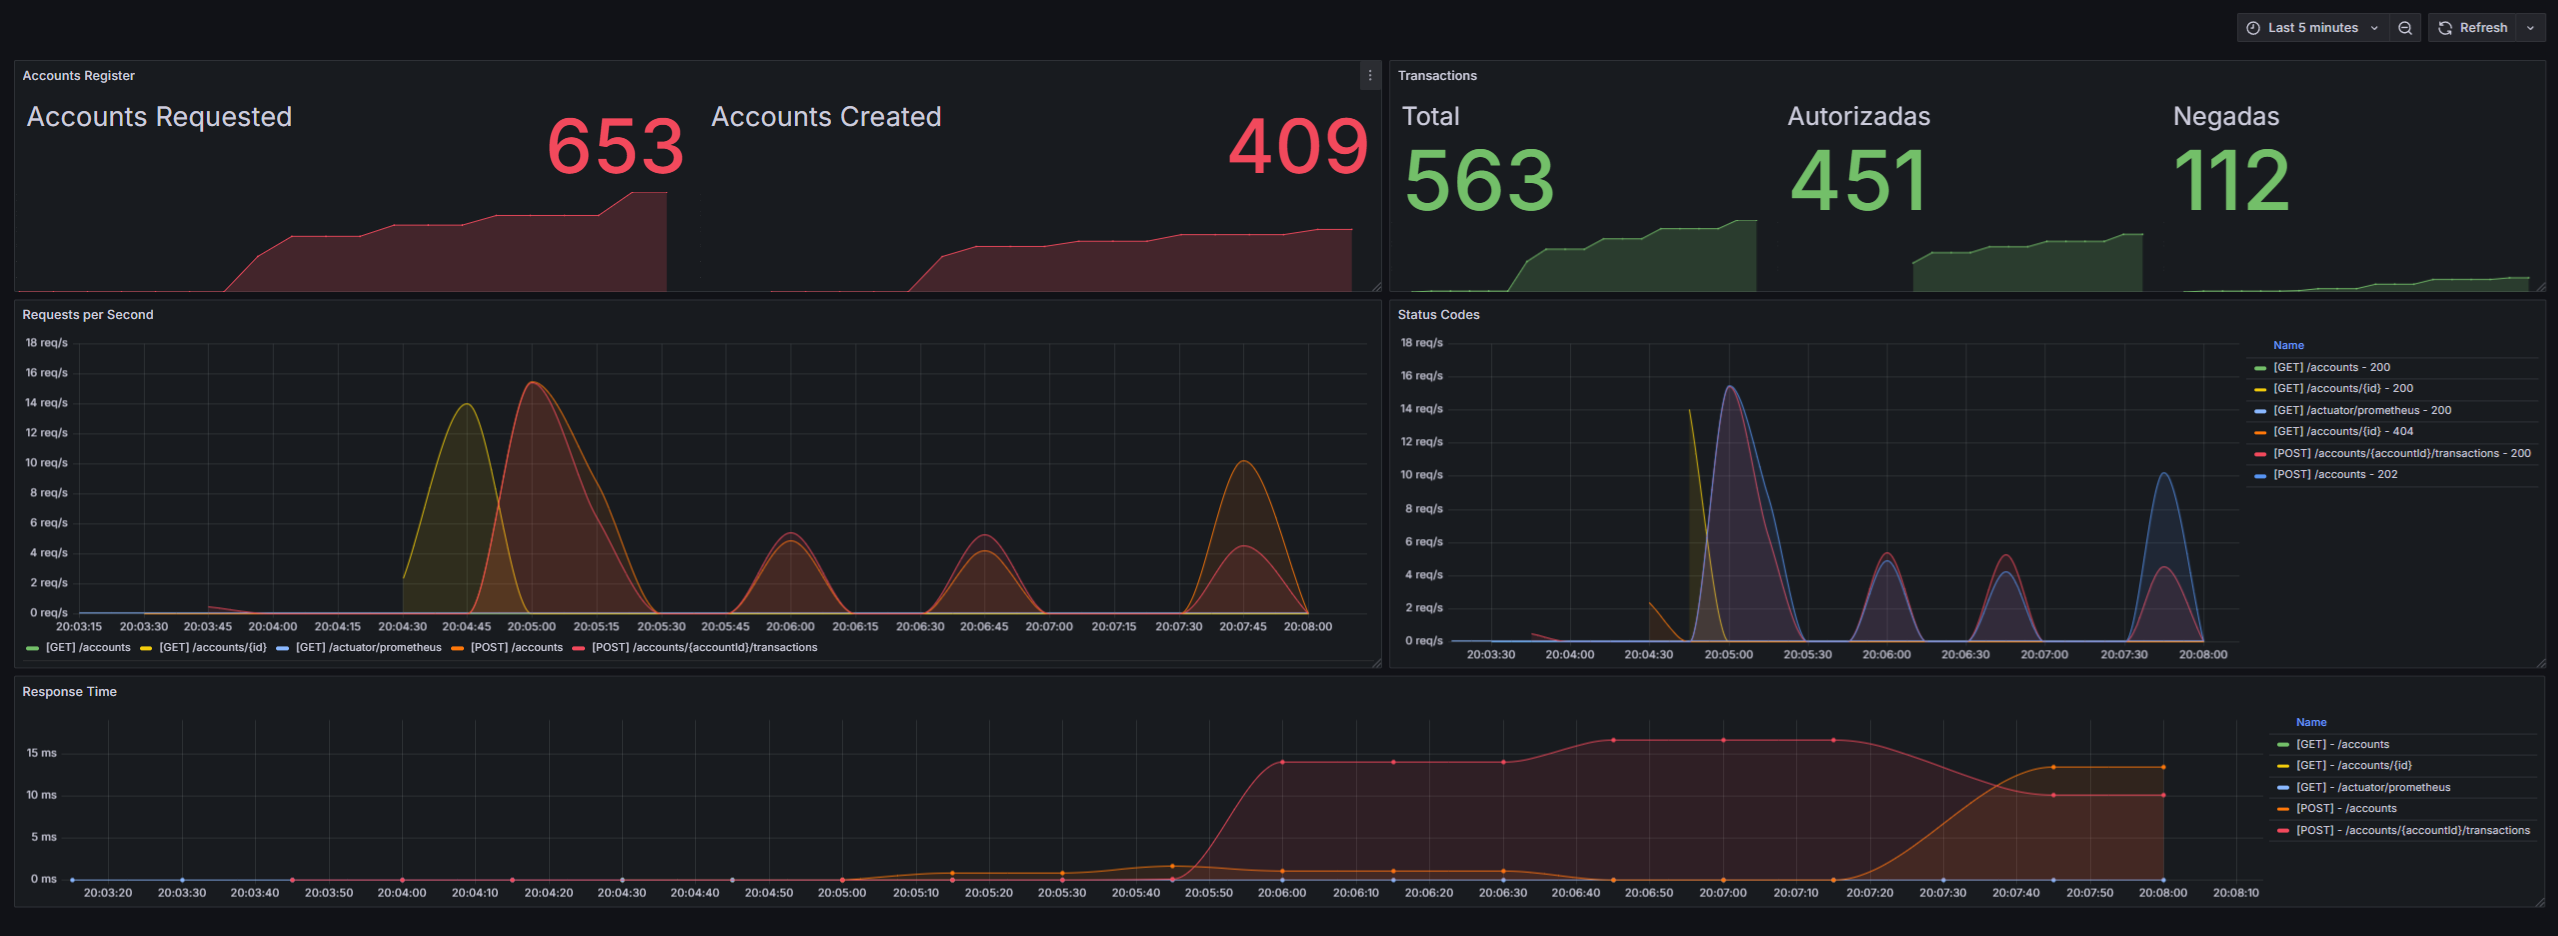 Last 5 minutes
Refresh
Accounts Register
Accounts Requested
653
Accounts Created
409
Transactions
Total
563
Autorizadas
451
Negadas
112
Requests per Second
18 req/s
16 req/s
14 req/s
12 req/s
10 req/s
8 req/s
6 req/s
4 req/s
2 req/s
0 req/s
20:03:15 20:03:30 20:03:45 20:04:00 20:04:15 20:04:30 20:04:45 20:05:00 20:05:15 20:05:30 20:05:45 20:06:00 20:06:15 20:06:30 20:06:45 20:07:00 20:07:15 20:07:30 20:07:45 20:08:00
[GET] /accounts [GET] /accounts/{id} [GET] /actuator/prometheus [POST] /accounts [POST] /accounts/{accountId}/transactions
Status Codes
18 req/s
16 req/s
14 req/s
12 req/s
10 req/s
8 req/s
6 req/s
4 req/s
2 req/s
0 req/s
20:03:30 20:04:00 20:04:30 20:05:00 20:05:30 20:06:00 20:06:30 20:07:00 20:07:30 20:08:00
Name
[GET] /accounts - 200
[GET] /accounts/{id} - 200
[GET] /actuator/prometheus - 200
[GET] /accounts/{id} - 404
[POST] /accounts/{accountId}/transactions - 200
[POST] /accounts - 202
Response Time
15 ms
10 ms
5 ms
0 ms
20:03:20 20:03:30 20:03:40 20:03:50 20:04:00 20:04:10 20:04:20 20:04:30 20:04:40 20:04:50 20:05:00 20:05:10 20:05:20 20:05:30 20:05:40 20:05:50 20:06:00 20:06:10 20:06:20 20:06:30 20:06:40 20:06:50 20:07:00 20:07:10 20:07:20 20:07:30 20:07:40 20:07:50 20:08:00 20:08:10
Name
[GET] - /accounts
[GET] - /accounts/{id}
[GET] - /actuator/prometheus
[POST] - /accounts
[POST] - /accounts/{accountId}/transactions